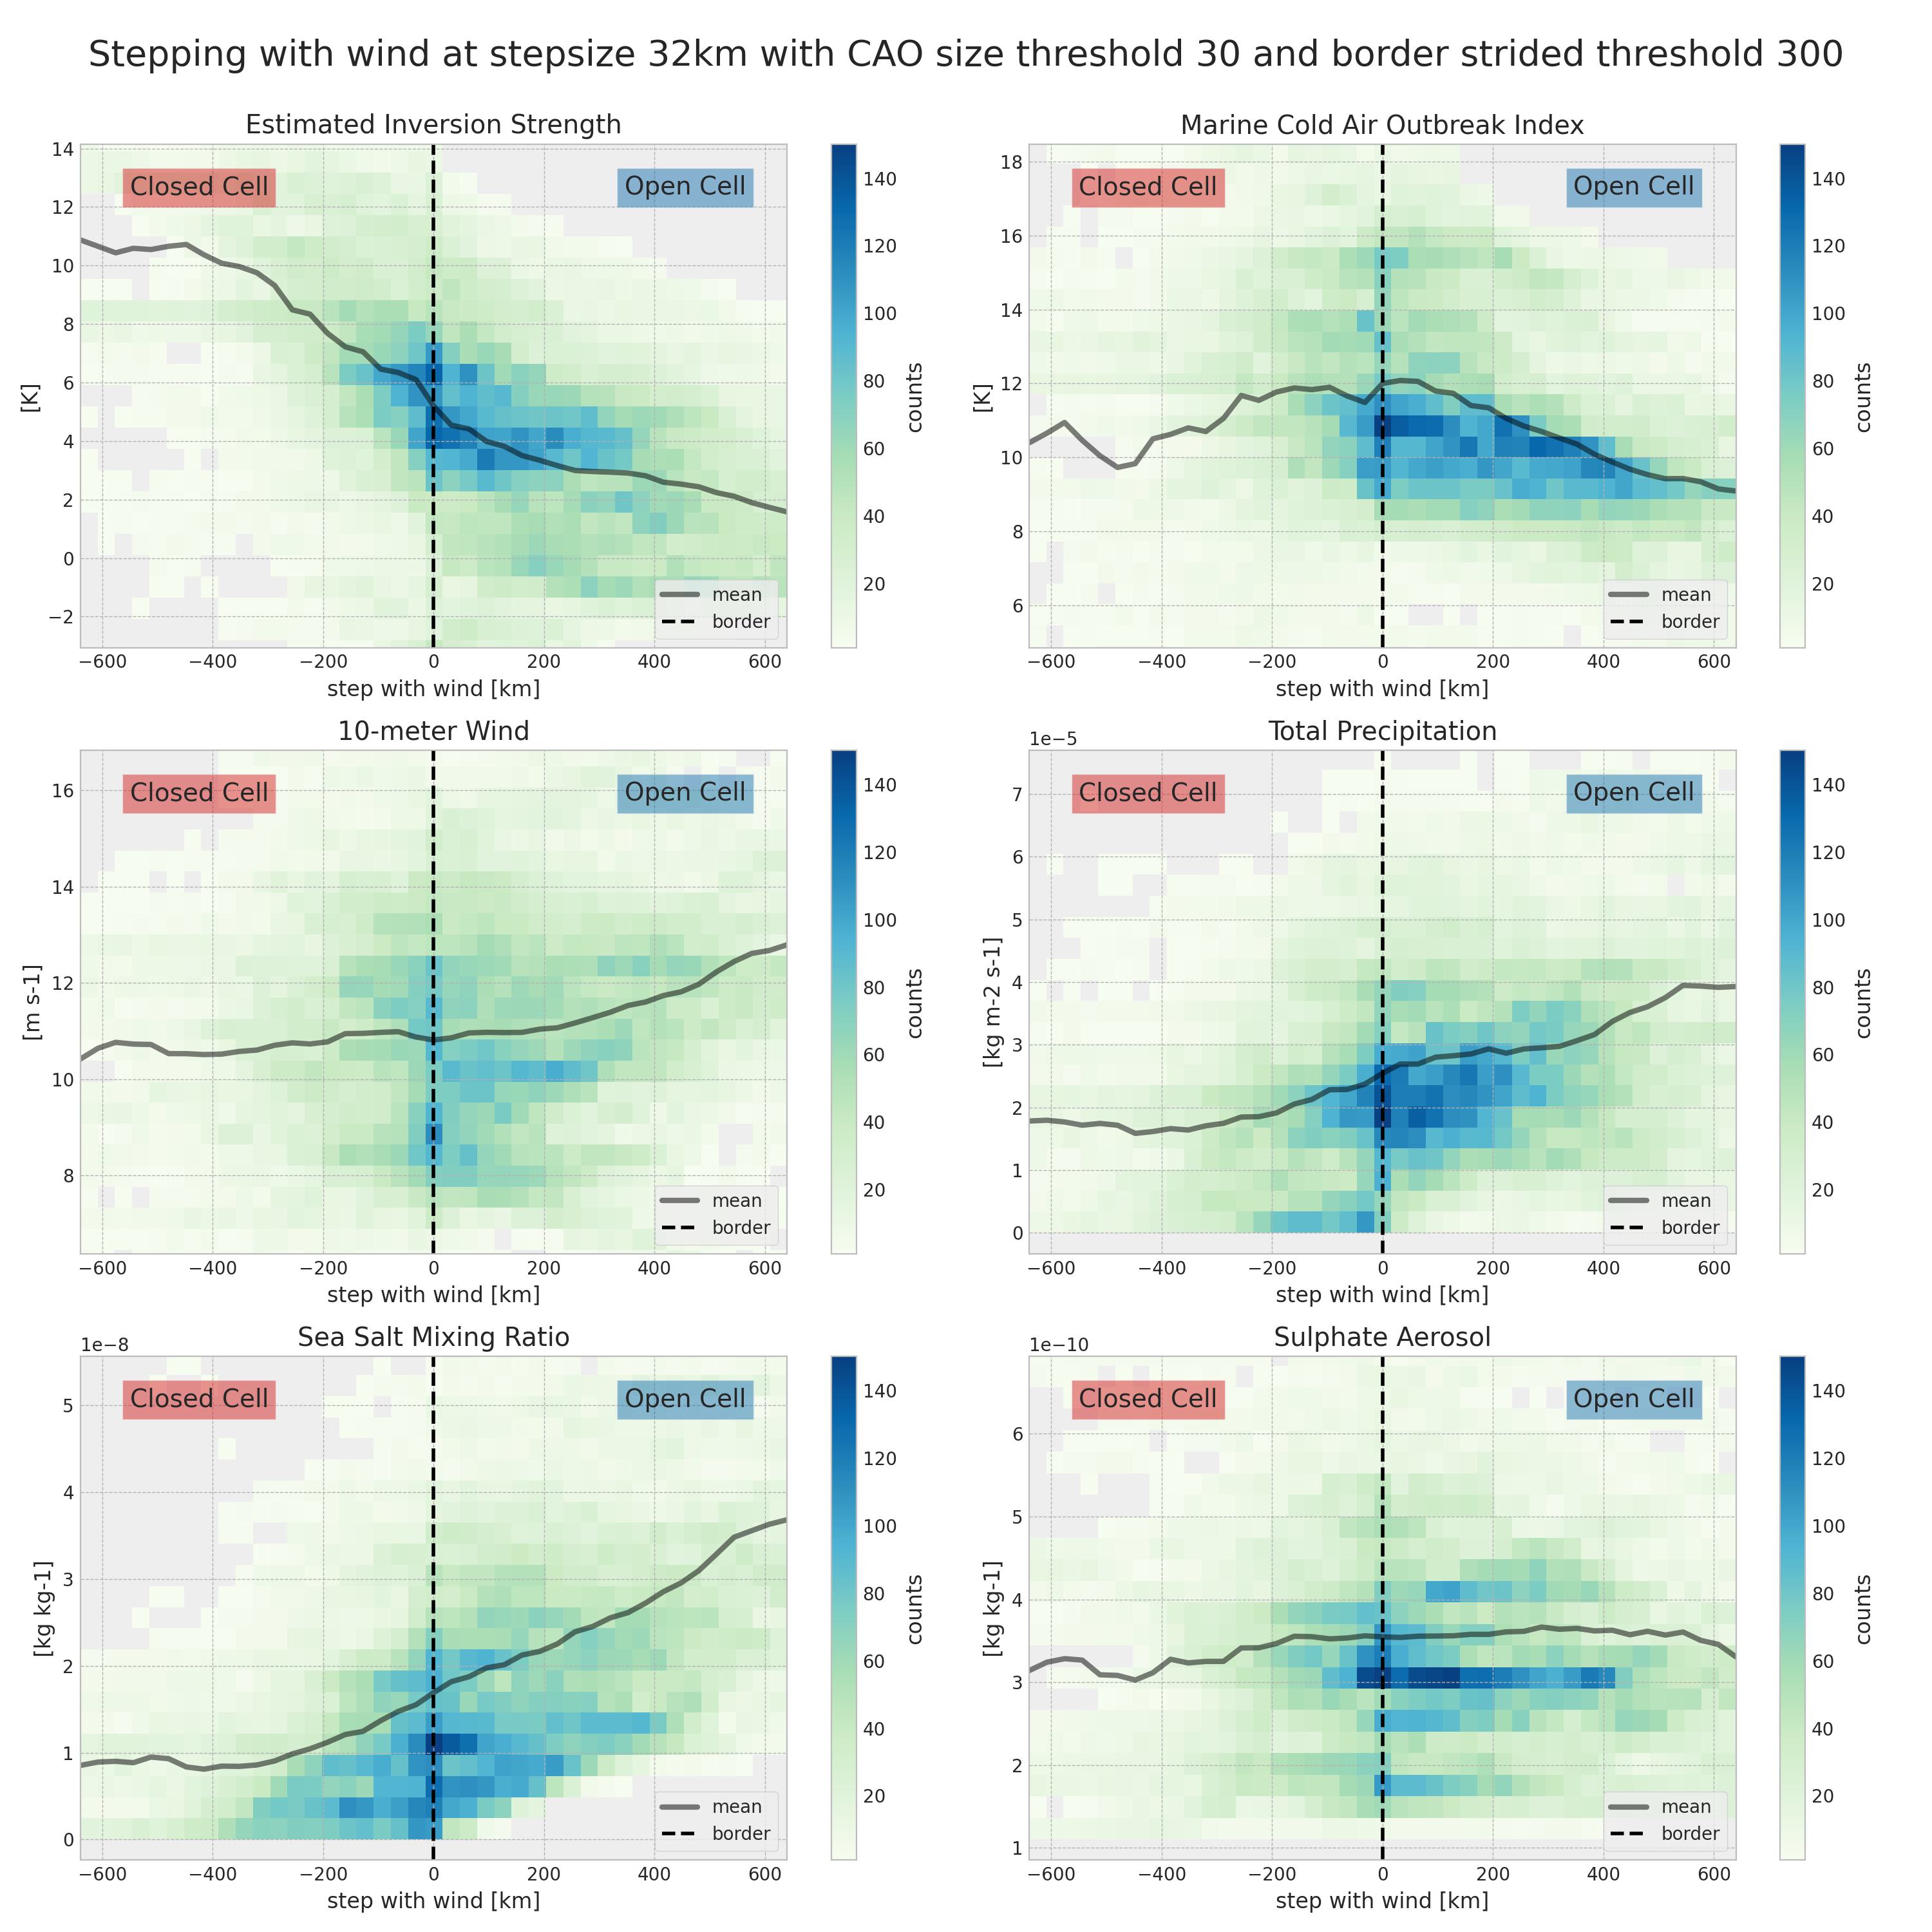 Stepping with wind at stepsize 32km with CAO size threshold 30 and border strided threshold 300
Estimated Inversion Strength
Closed Cell
Open Cell
14
12
10
8
6
4
2
0
−2
[K]
−600 −400 −200 0 200 400 600
step with wind [km]
mean
border
140
120
100
80
60
40
20
counts
Marine Cold Air Outbreak Index
Closed Cell
Open Cell
18
16
14
12
10
8
6
[K]
−600 −400 −200 0 200 400 600
step with wind [km]
mean
border
140
120
100
80
60
40
20
counts
10-meter Wind
Closed Cell
Open Cell
16
14
12
10
8
[m s-1]
−600 −400 −200 0 200 400 600
step with wind [km]
mean
border
140
120
100
80
60
40
20
counts
Total Precipitation
1e−5
Closed Cell
Open Cell
7
6
5
4
3
2
1
0
[kg m-2 s-1]
−600 −400 −200 0 200 400 600
step with wind [km]
mean
border
140
120
100
80
60
40
20
counts
Sea Salt Mixing Ratio
1e−8
Closed Cell
Open Cell
5
4
3
2
1
0
[kg kg-1]
−600 −400 −200 0 200 400 600
step with wind [km]
mean
border
140
120
100
80
60
40
20
counts
Sulphate Aerosol
1e−10
Closed Cell
Open Cell
6
5
4
3
2
1
[kg kg-1]
−600 −400 −200 0 200 400 600
step with wind [km]
mean
border
140
120
100
80
60
40
20
counts